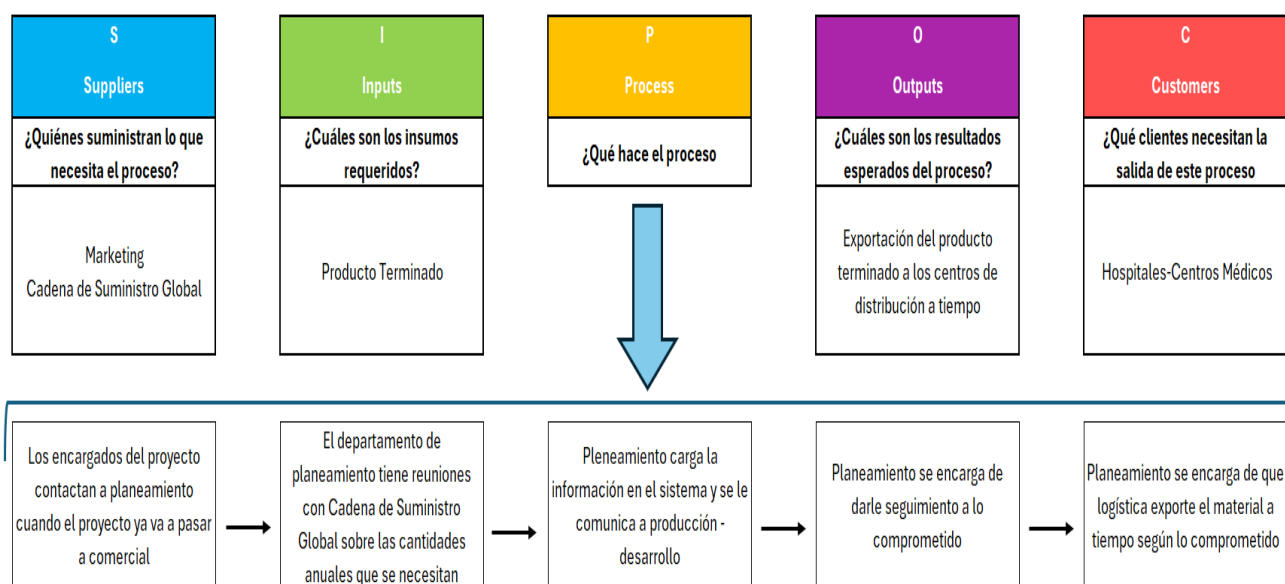 S
Suppliers
¿Quiénes suministran lo que
necesita el proceso?
Marketing
Cadena de Suministro Global
I
Inputs
¿Cuáles son los insumos
requeridos?
Producto Terminado
P
Process
¿Qué hace el proceso
O
Outputs
¿Cuáles son los resultados
esperados del proceso?
Exportación del producto
terminado a los centros de
distribución a tiempo
C
Customers
¿Qué clientes necesitan la
salida de este proceso
Hospitales-Centros Médicos
Los encargados del proyecto
contactan a planeamiento
cuando el proyecto ya va a pasar
a comercial
El departamento de
planeamiento tiene reuniones
con Cadena de Suministro
Global sobre las cantidades
anuales que se necesitan
Pleneamiento carga la
información en el sistema y se le
comunica a producción -
desarrollo
Planeamiento se encarga de
darle seguimiento a lo
comprometido
Planeamiento se encarga de que
logística exporte el material a
tiempo según lo comprometido